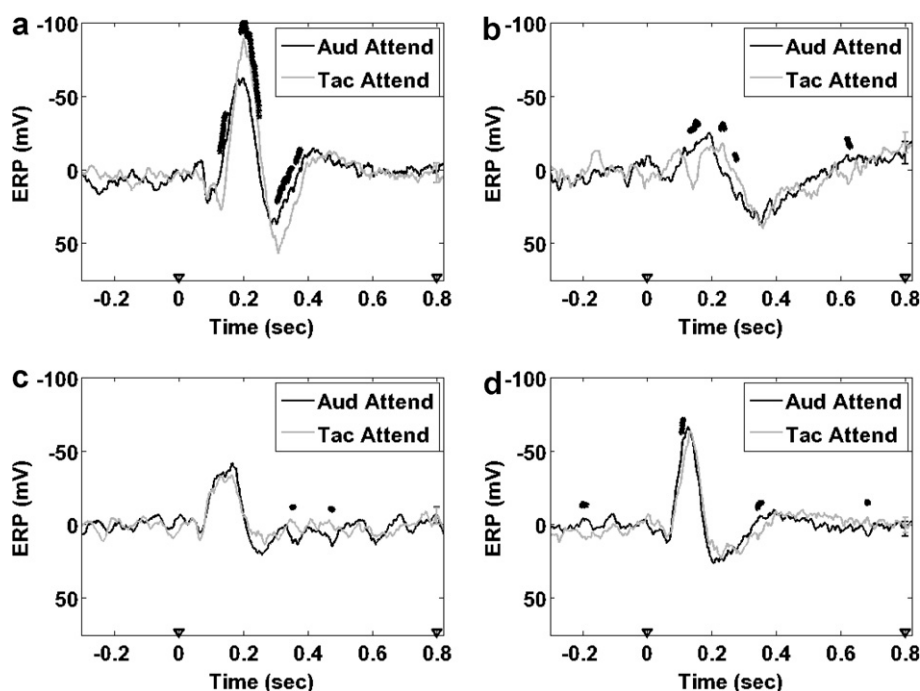 a
-100
-50
0
50
ERP (mV)
Aud Attend
Tac Attend
-0.2 0 0.2 0.4 0.6 0.8
Time (sec)
b
-100
-50
0
50
ERP (mV)
Aud Attend
Tac Attend
-0.2 0 0.2 0.4 0.6 0.8
Time (sec)
c
-100
-50
0
50
ERP (mV)
Aud Attend
Tac Attend
-0.2 0 0.2 0.4 0.6 0.8
Time (sec)
d
-100
-50
0
50
ERP (mV)
Aud Attend
Tac Attend
-0.2 0 0.2 0.4 0.6 0.8
Time (sec)